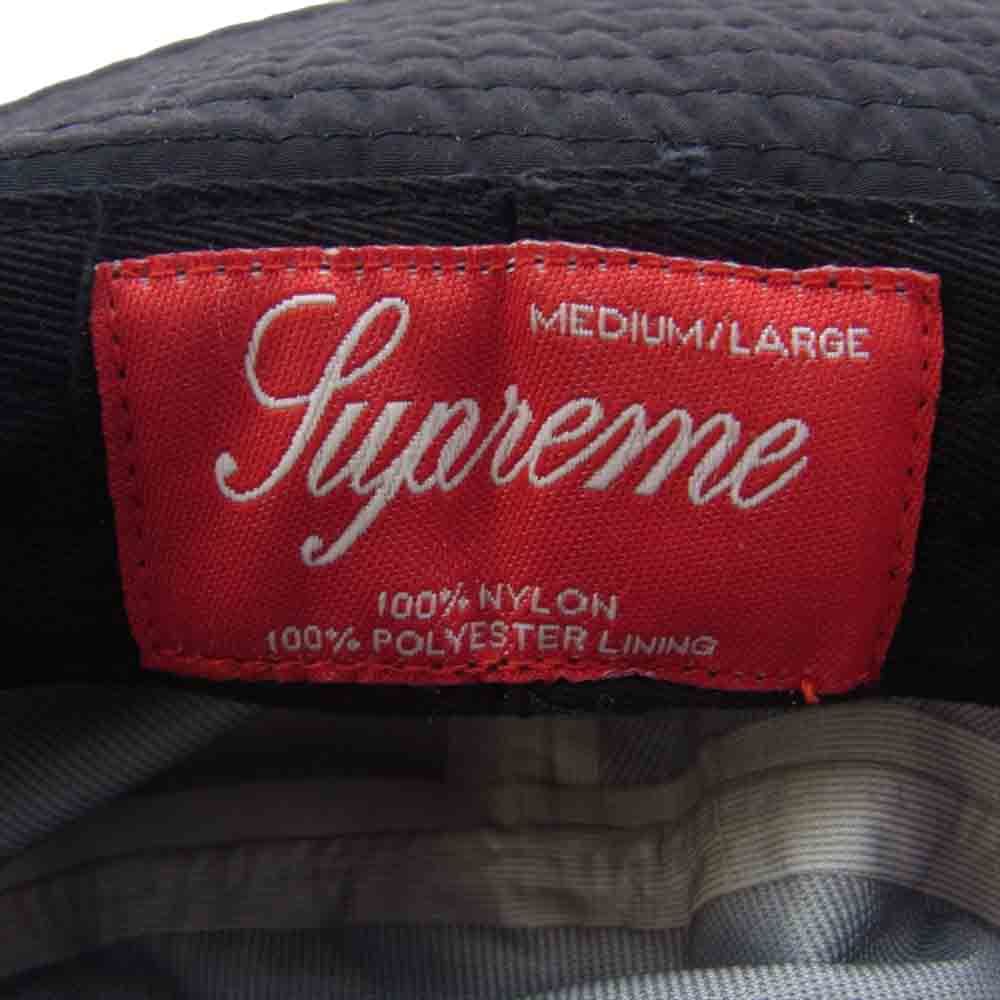 MEDIUM/LARGE
Supreme
100% NYLON
100% POLYESTER LINING